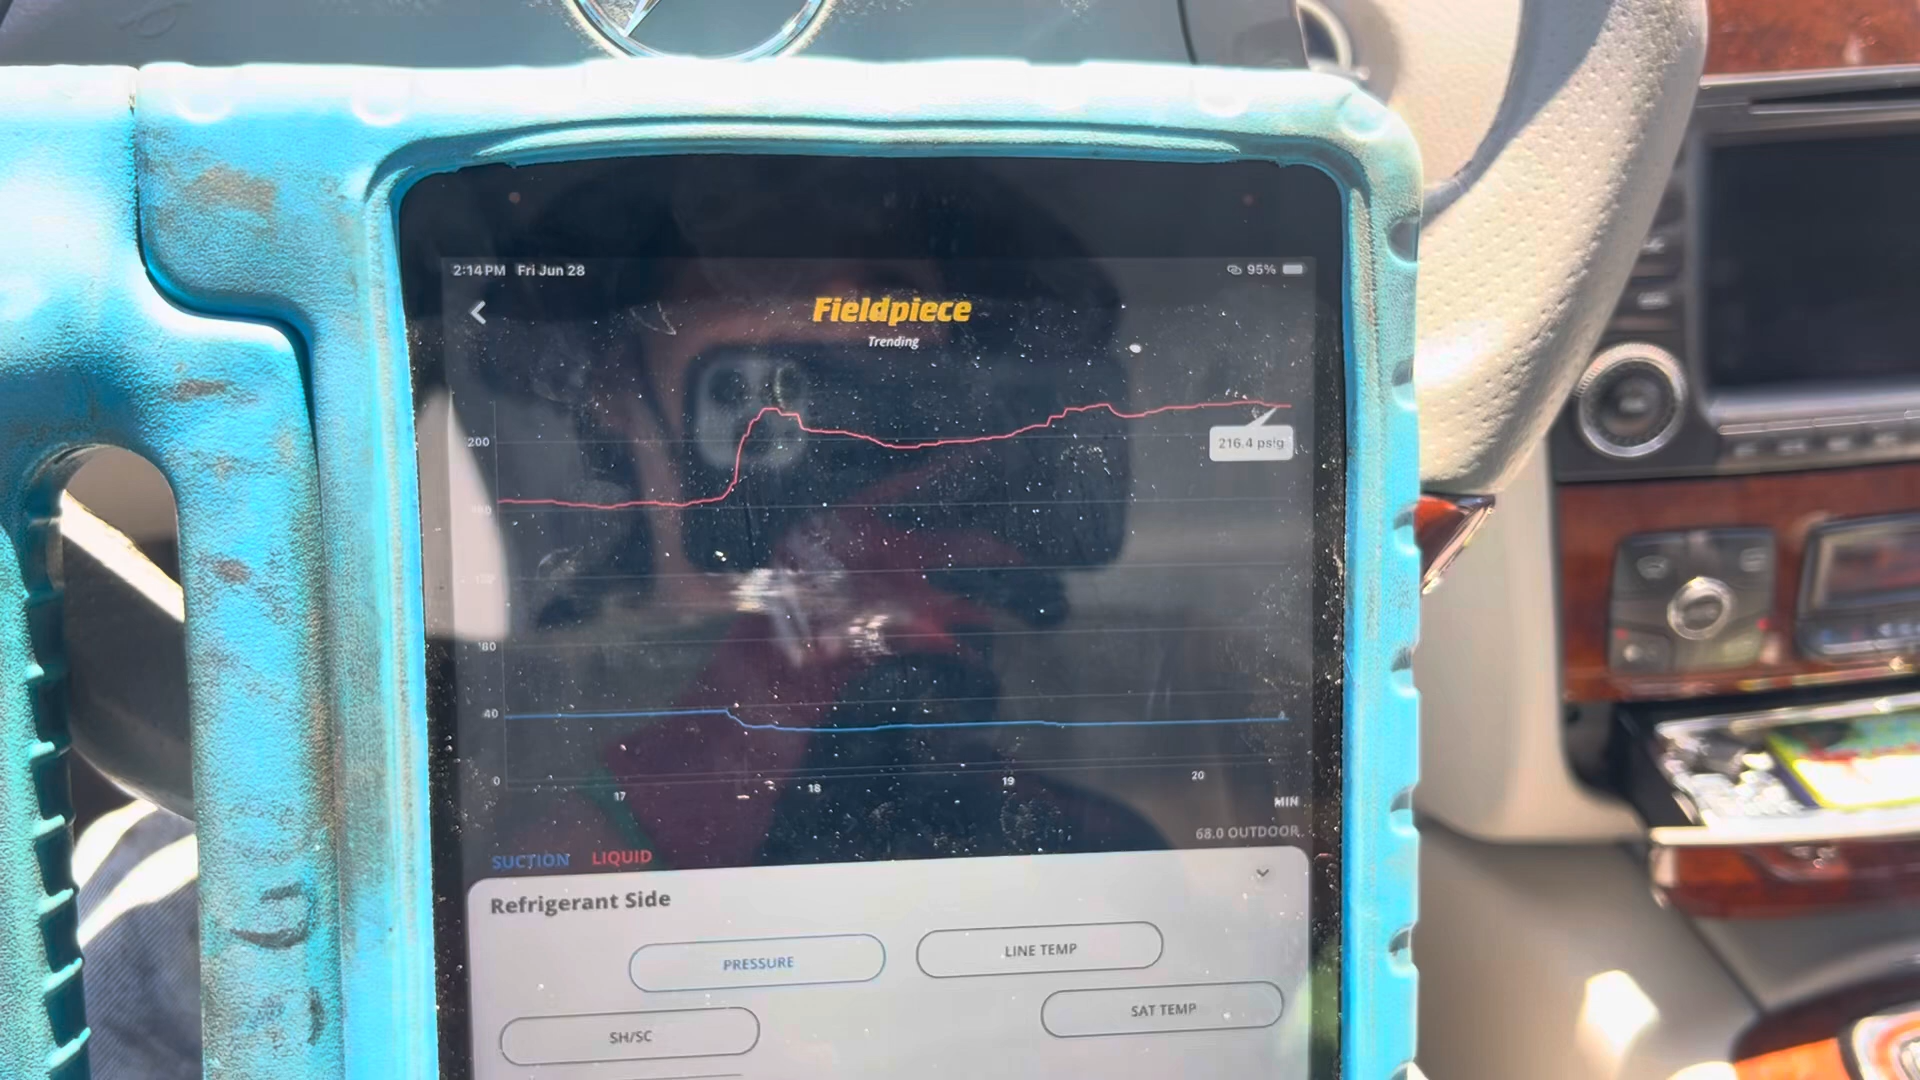 2:14 PM Fri Jun 28
95%
Fieldpiece
Trending
200
216.4 psig
80
40
0
17
18
19
20
MIN
68.0 OUTDOOR
SUCTION LIQUID
Refrigerant Side
PRESSURE
LINE TEMP
SAT TEMP
SH/SC